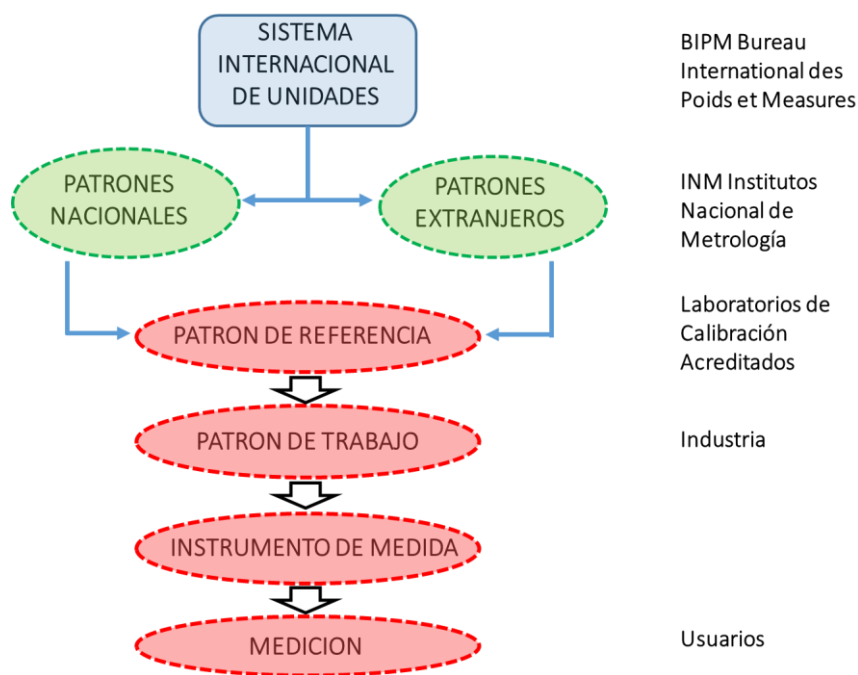 SISTEMA
INTERNACIONAL
DE UNIDADES
BIPM Bureau
International des
Poids et Measures
PATRONES
NACIONALES
PATRONES
EXTRANJEROS
INM Institutos
Nacional de
Metrología
PATRON DE REFERENCIA
Laboratorios de
Calibración
Acreditados
PATRON DE TRABAJO
Industria
INSTRUMENTO DE MEDIDA
MEDICION
Usuarios